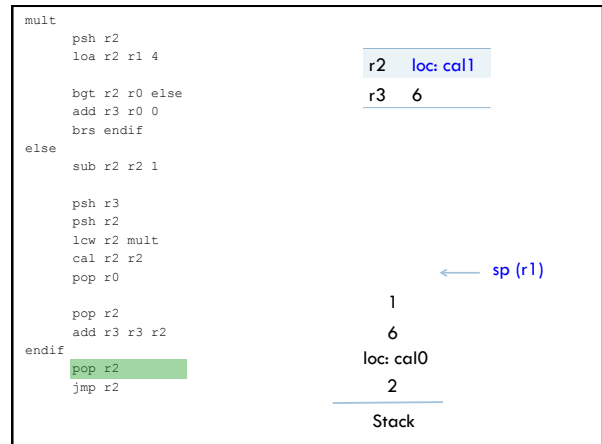 mult
psh r2
loa r2 r1 4
bgt r2 r0 else
add r3 r0 0
brs endif
else
sub r2 r2 1
psh r3
psh r2
lcw r2 mult
cal r2 r2
pop r0
pop r2
add r3 r3 r2
endif
pop r2
jmp r2
r2 loc: cal1
r3 6
sp (r1)
1
6
loc: cal0
2
Stack